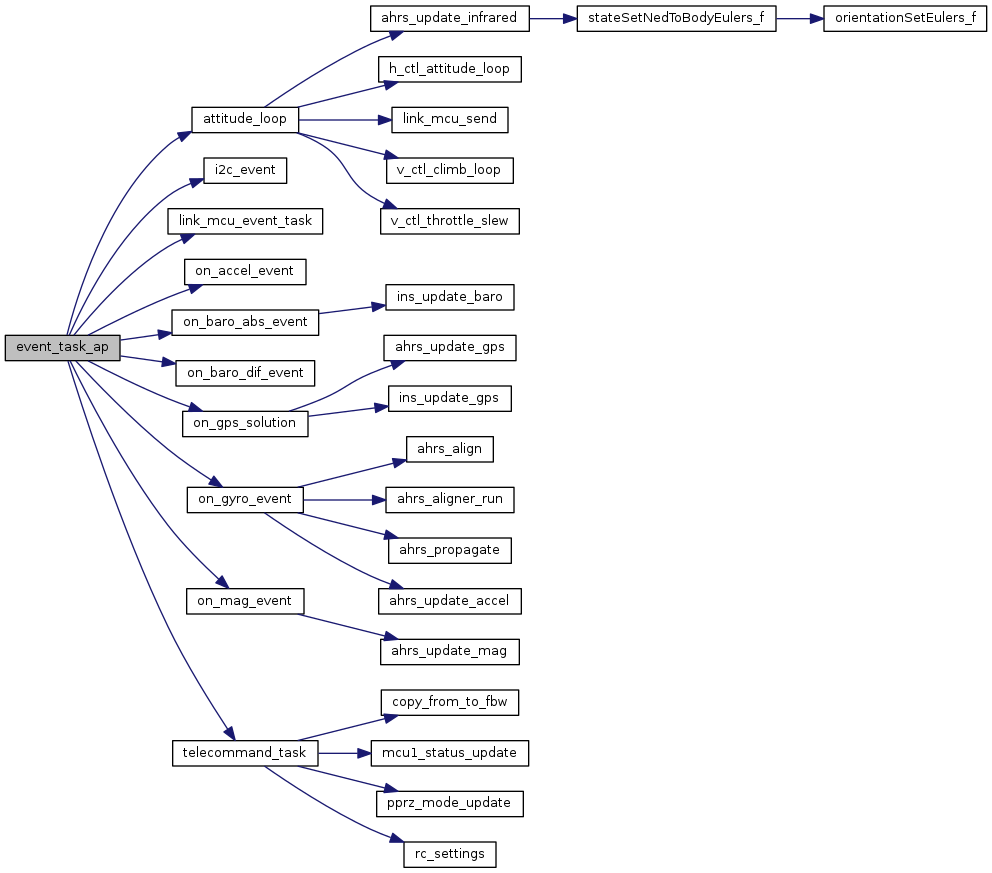 ahrs_update_infrared
stateSetNedToBodyEulers_f
orientationSetEulers_f
h_ctl_attitude_loop
attitude_loop
link_mcu_send
i2c_event
v_ctl_climb_loop
link_mcu_event_task
v_ctl_throttle_slew
on_accel_event
ins_update_baro
on_baro_abs_event
event_task_ap
ahrs_update_gps
on_baro_dif_event
ins_update_gps
on_gps_solution
ahrs_align
on_gyro_event
ahrs_aligner_run
ahrs_propagate
on_mag_event
ahrs_update_accel
ahrs_update_mag
copy_from_to_fbw
telecommand_task
mcu1_status_update
pprz_mode_update
rc_settings